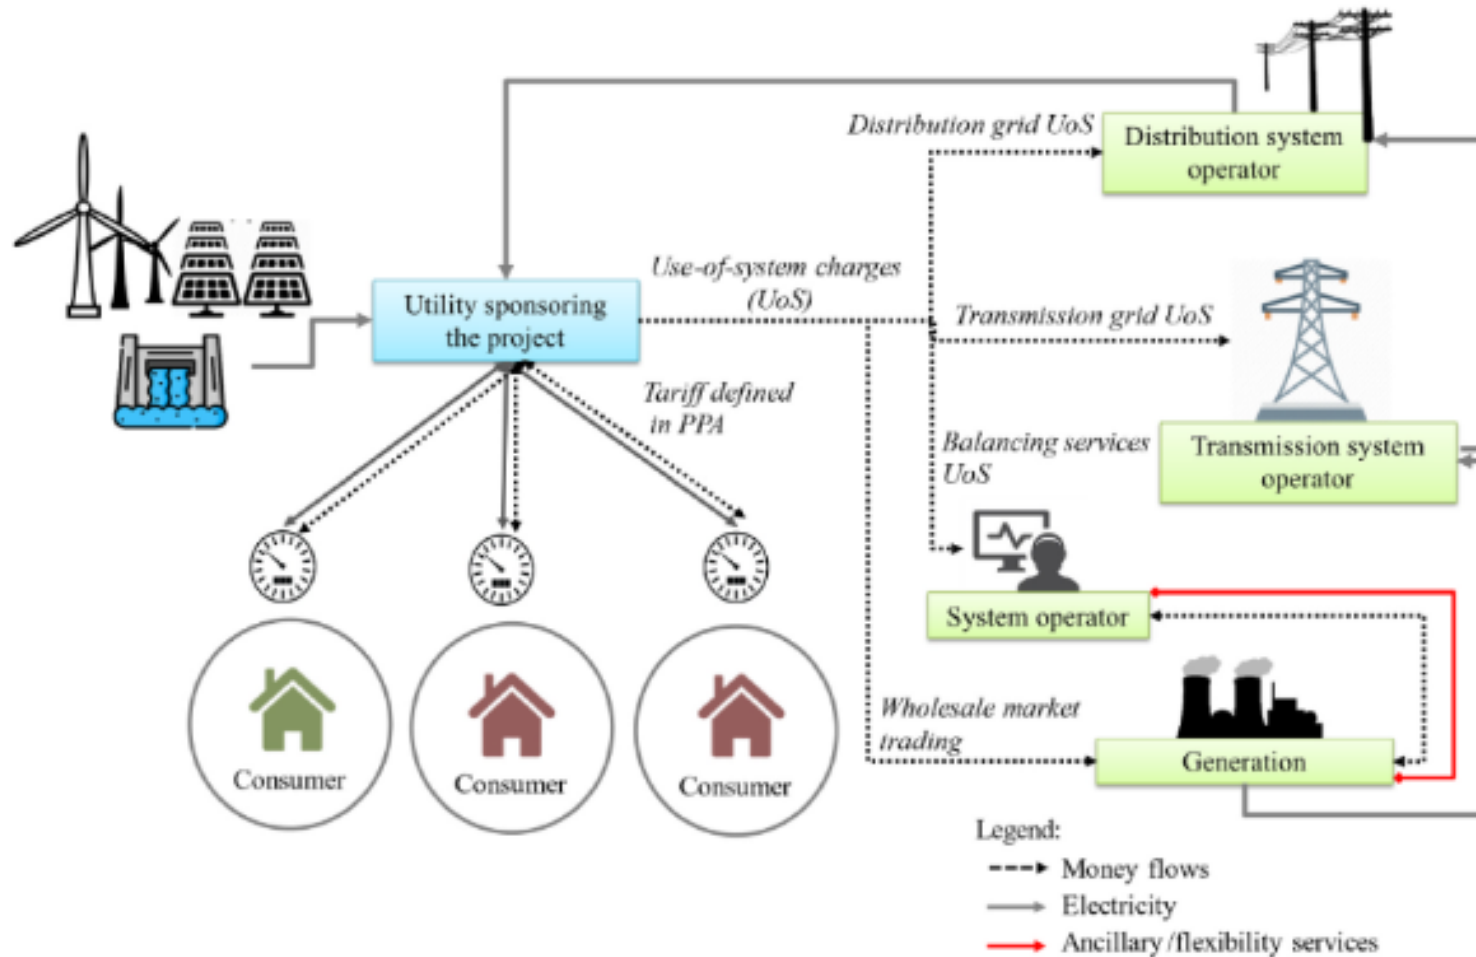 Distribution grid UoS
Distribution system
operator
Use-of-system charges
(UoS)
Utility sponsoring
the project
Transmission grid UoS
Tariff defined
in PPA
Balancing services
UoS
Transmission system
operator
System operator
Wholesale market
trading
Generation
Consumer
Consumer
Consumer
Legend:
Money flows
Electricity
Ancillary/flexibility services